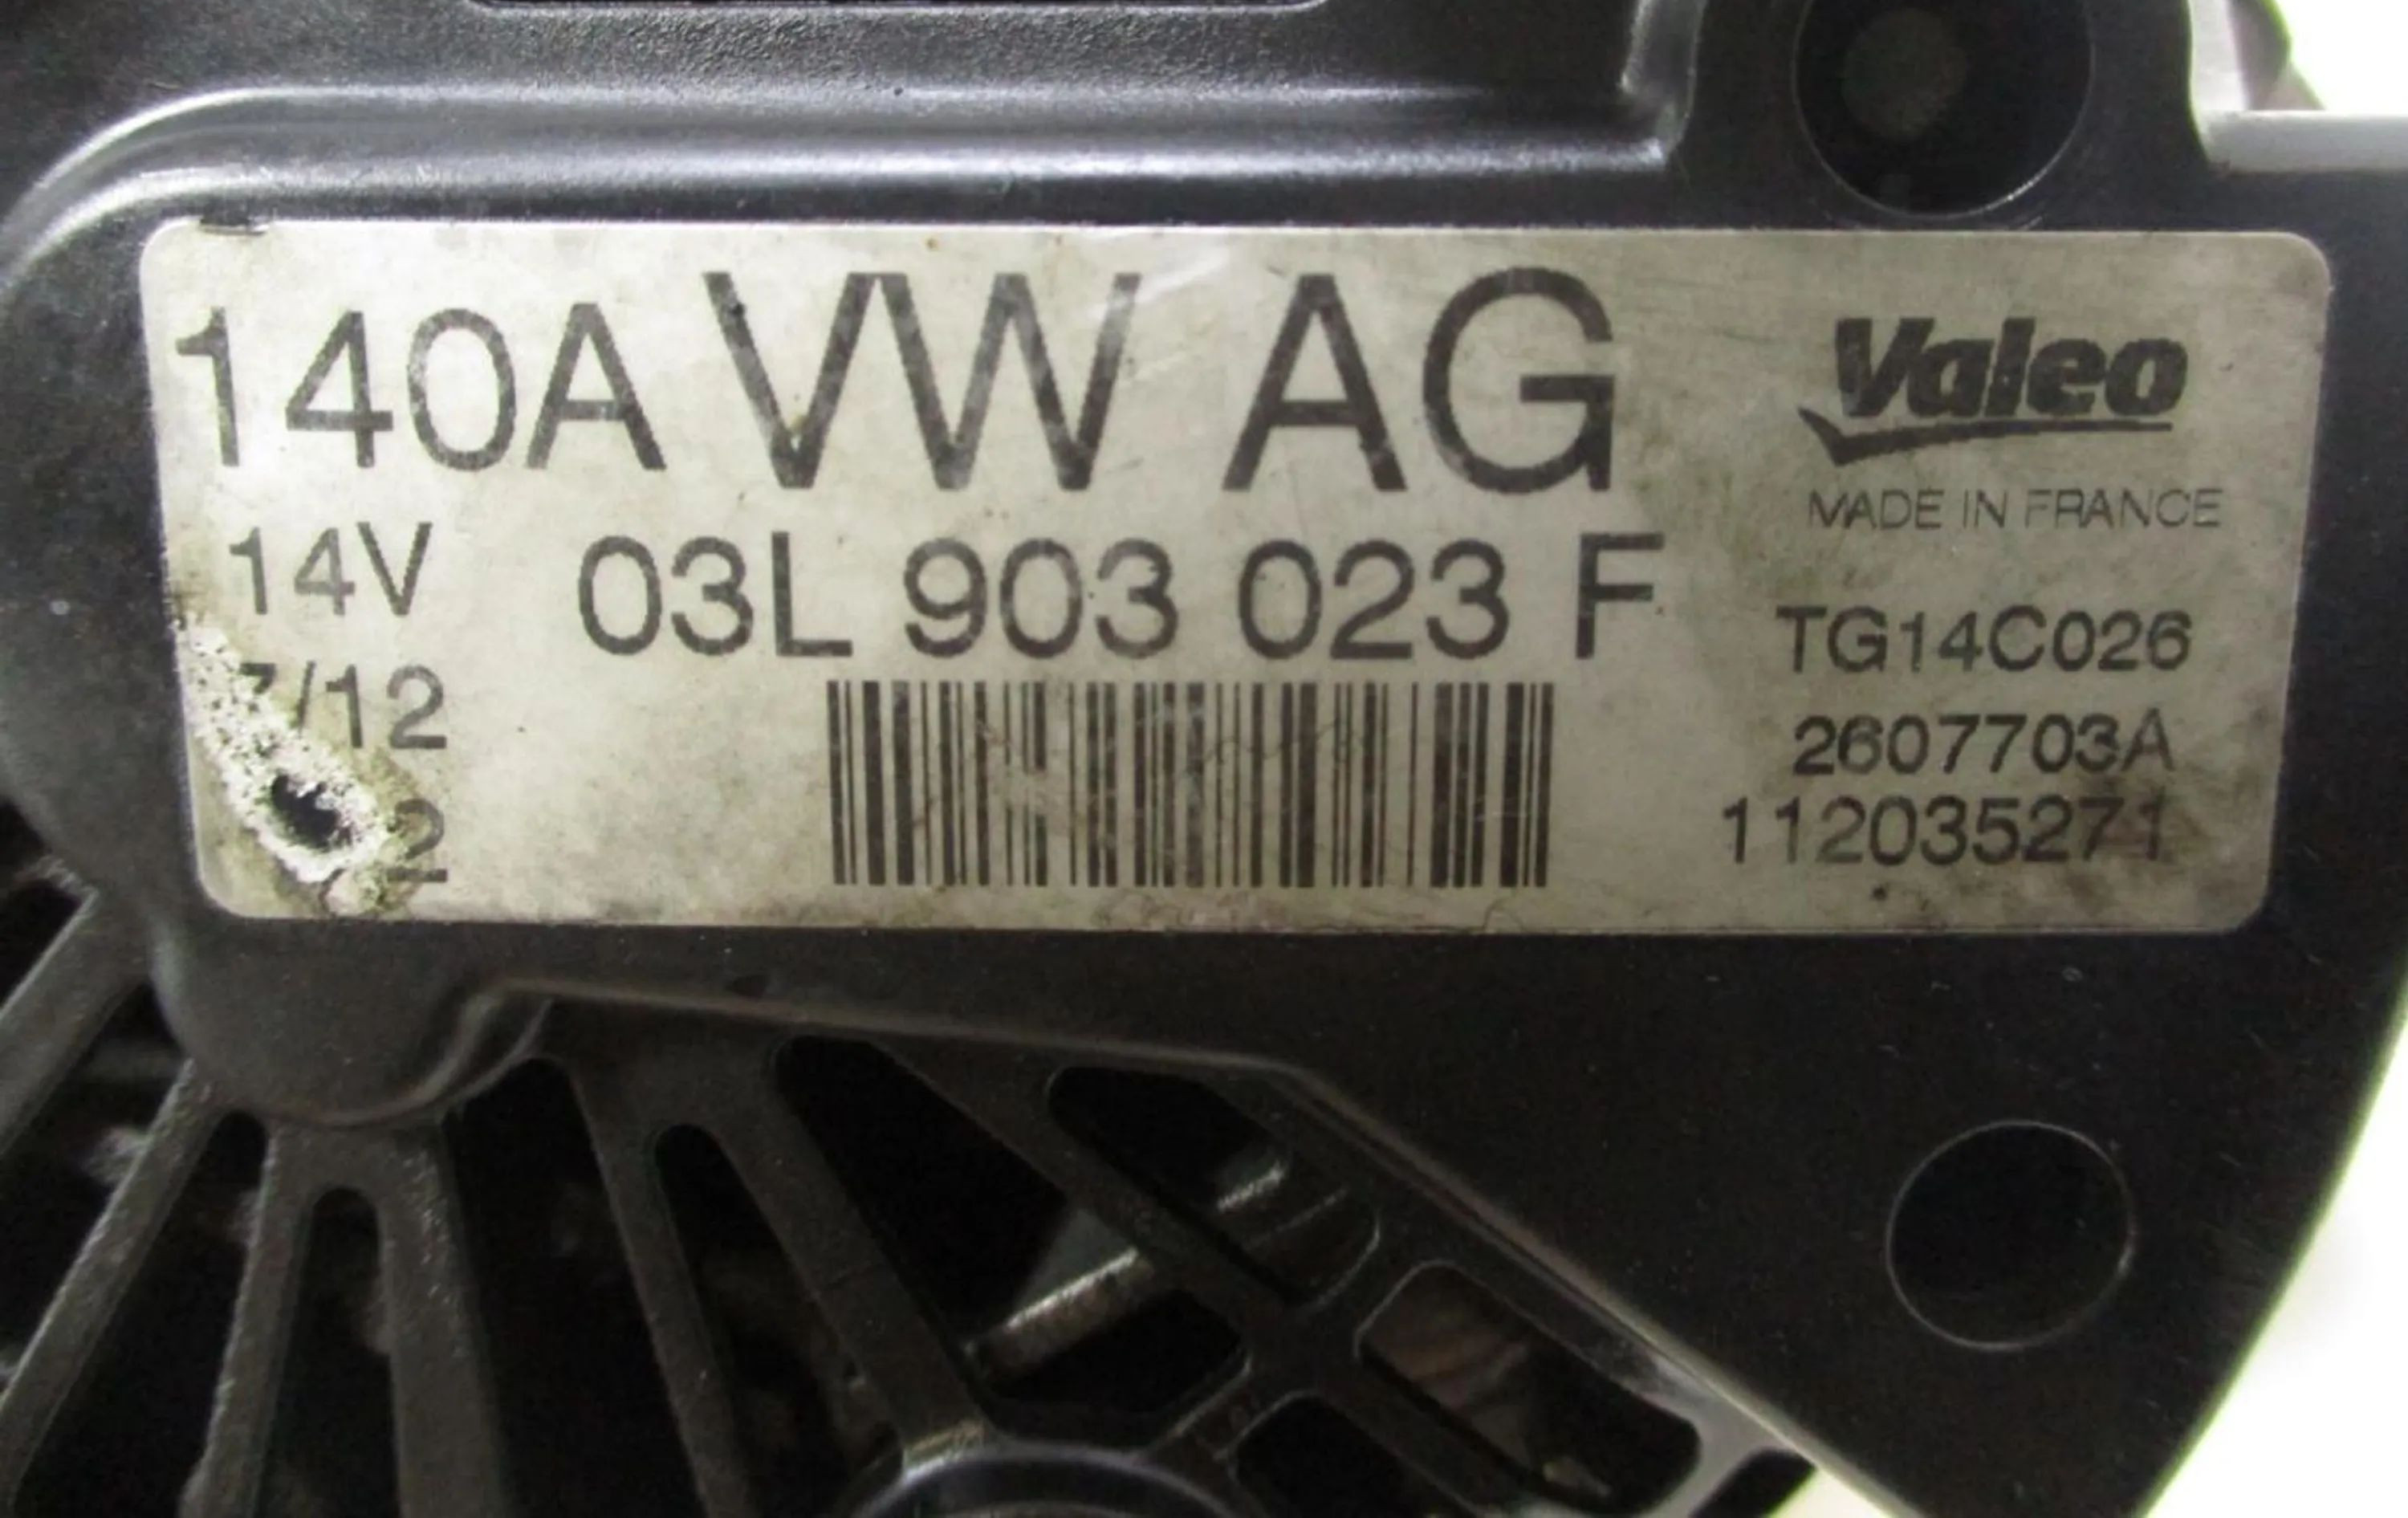 140A VW AG
Valeo
MADE IN FRANCE
14V 03L 903 023 F
TG14C026
/12
2607703A
2
112035271